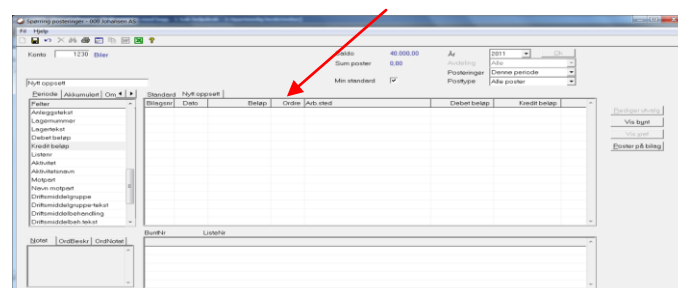 Spørring posteringer - 008 Johansen AS
Fil Hjelp
Konto 1230 Biler
Saldo 40.000,00
Sum poster 0,00
Min standard
År 2011
Avdeling Alle
Posteringer Denne periode
Posttype Alle poster
Nytt oppsett
Periode Akkumulert Om
Standard Nytt oppsett
Felter
Anleggstekst
Lagernummer
Lagertekst
Debet beløp
Kredit beløp
Listenr
Aktivitet
Aktivitetsnavn
Motpart
Navn motpart
Driftsmiddelgruppe
Driftsmiddelgruppe tekst
Driftsmiddelbehandling
Driftsmiddelbeh.tekst
Bilagsnr Dato Beløp Ordre Arb.sted Debet beløp Kredit beløp
Rediger utvalg
Vis bunt
Poster på bilag
Noter OrdBeskr OrdNotat
BuntNr ListeNr